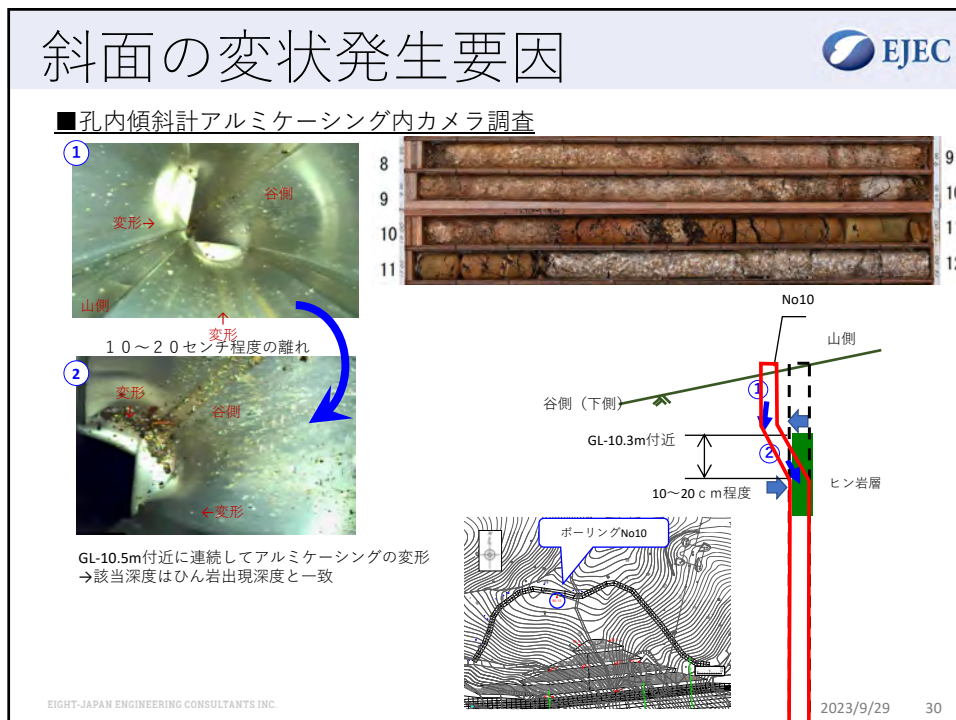 斜面の変状発生要因
EJEC
■孔内傾斜計アルミケーシング内カメラ調査
1
谷側
変形→
山側
↑
変形
10~20センチ程度の離れ
2
変形
↓
谷側
←変形
GL-10.5m付近に連続してアルミケーシングの変形
→該当深度はひん岩出現深度と一致
8
9
9
10
10
11
11
12
No10
山側
谷側(下側)
①
GL-10.3m付近
②
10~20cm程度
ヒン岩層
ボーリングNo10
EIGHT-JAPAN ENGINEERING CONSULTANTS INC.
2023/9/29
30